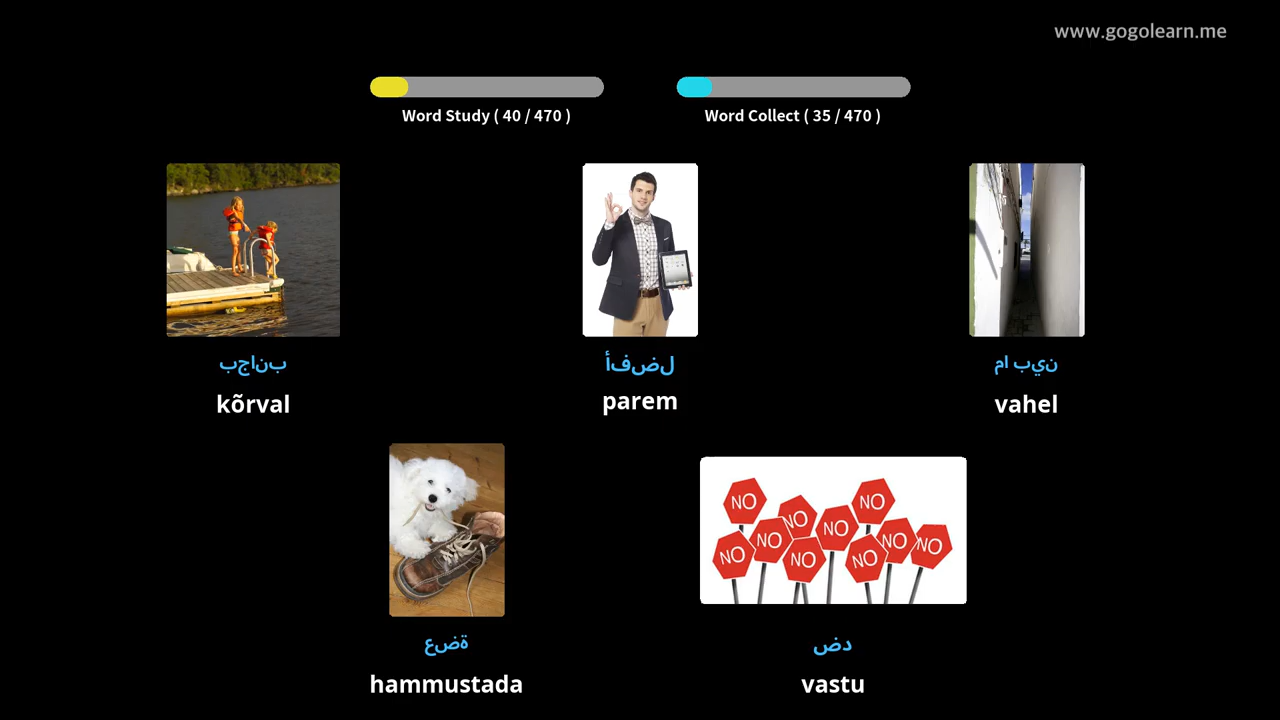 www.gogolearn.me
Word Study ( 40 / 470 )
Word Collect ( 35 / 470 )
بجانب
kõrval
أفضل
parem
ما بين
vahel
NO
NO
NO
NO
NO
NO
NO
NO
NO
NO
عضة
hammustada
ضد
vastu